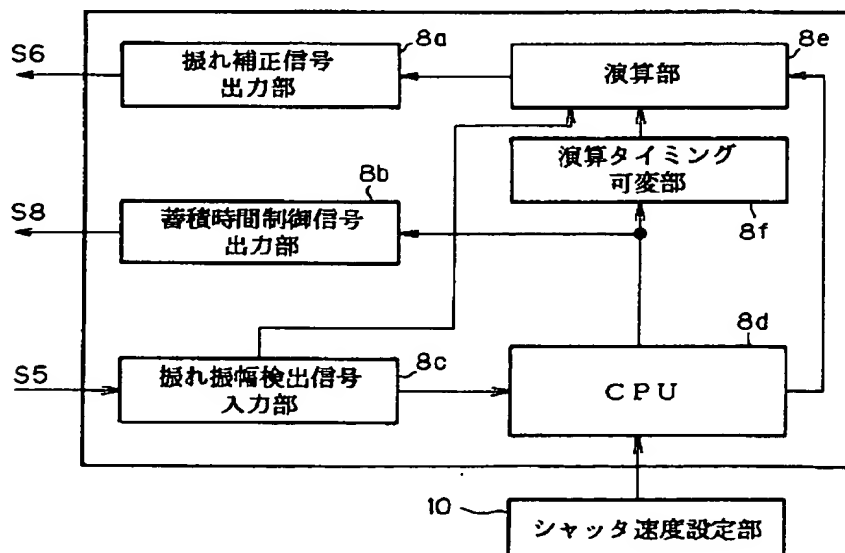 8a
8e
S6
振れ補正信号
出力部
演算部
演算タイミング
可変部
8b
8f
S8
蓄積時間制御信号
出力部
8d
S5
振れ振幅検出信号
入力部
8c
CPU
10
シャッタ速度設定部